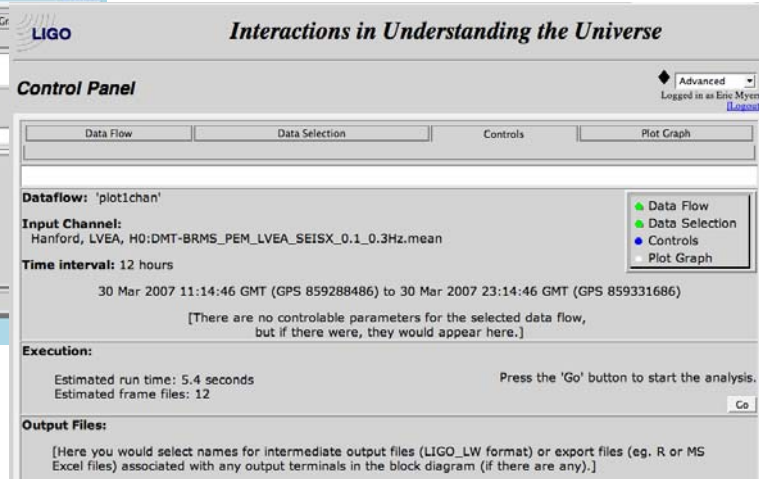 LIGO
Interactions in Understanding the Universe
Control Panel
Advanced
Logged in as Eric Myers
[Logout
Data Flow
Data Selection
Controls
Plot Graph
Dataflow: 'plot1chan'
Input Channel:
Hanford, LVEA, H0:DMT-BRMS_PEM_LVEA_SEISX_0.1_0.3Hz.mean
Time interval: 12 hours
Data Flow
Data Selection
Controls
Plot Graph
30 Mar 2007 11:14:46 GMT (GPS 859288486) to 30 Mar 2007 23:14:46 GMT (GPS 859331686)
[There are no controlable parameters for the selected data flow,
but if there were, they would appear here.]
Execution:
Estimated run time: 5.4 seconds
Estimated frame files: 12
Press the 'Go' button to start the analysis.
Go
Output Files:
[Here you would select names for intermediate output files (LIGO_LW format) or export files (eg. R or MS
Excel files) associated with any output terminals in the block diagram (if there are any).]